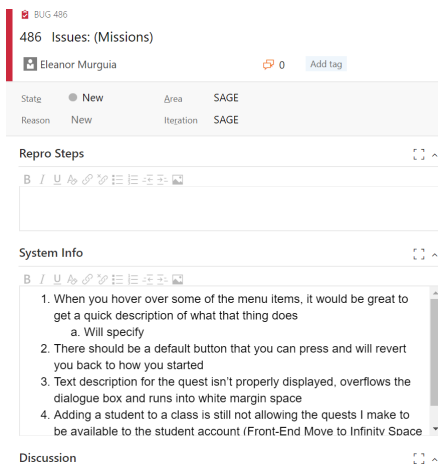 BUG 486
486 Issues: (Missions)
Eleanor Murguia 0 Add tag
State New Area SAGE
Reason New Iteration SAGE
Repro Steps
B I U
System Info
B I U
1. When you hover over some of the menu items, it would be great to
get a quick description of what that thing does
a. Will specify
2. There should be a default button that you can press and will revert
you back to how you started
3. Text description for the quest isn't properly displayed, overflows the
dialogue box and runs into white margin space
4. Adding a student to a class is still not allowing the quests I make to
be available to the student account (Front-End Move to Infinity Space
Discussion